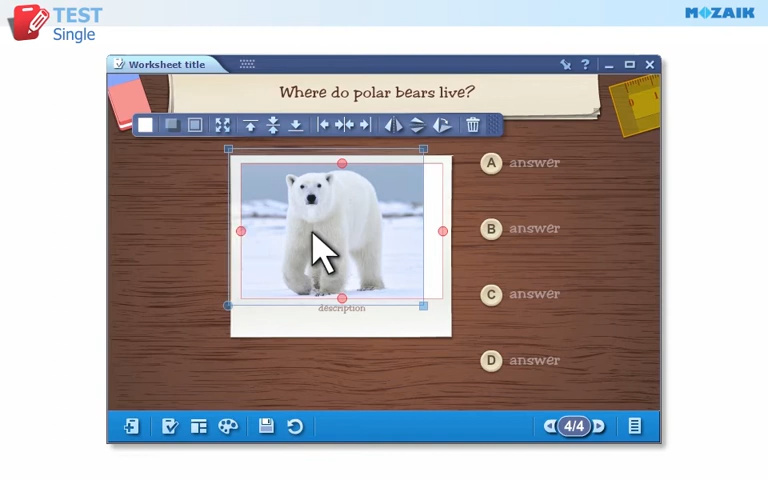 TEST
Single
MOZAIK
Worksheet title
?
Where do polar bears live?
A answer
B answer
C answer
D answer
description
4/4